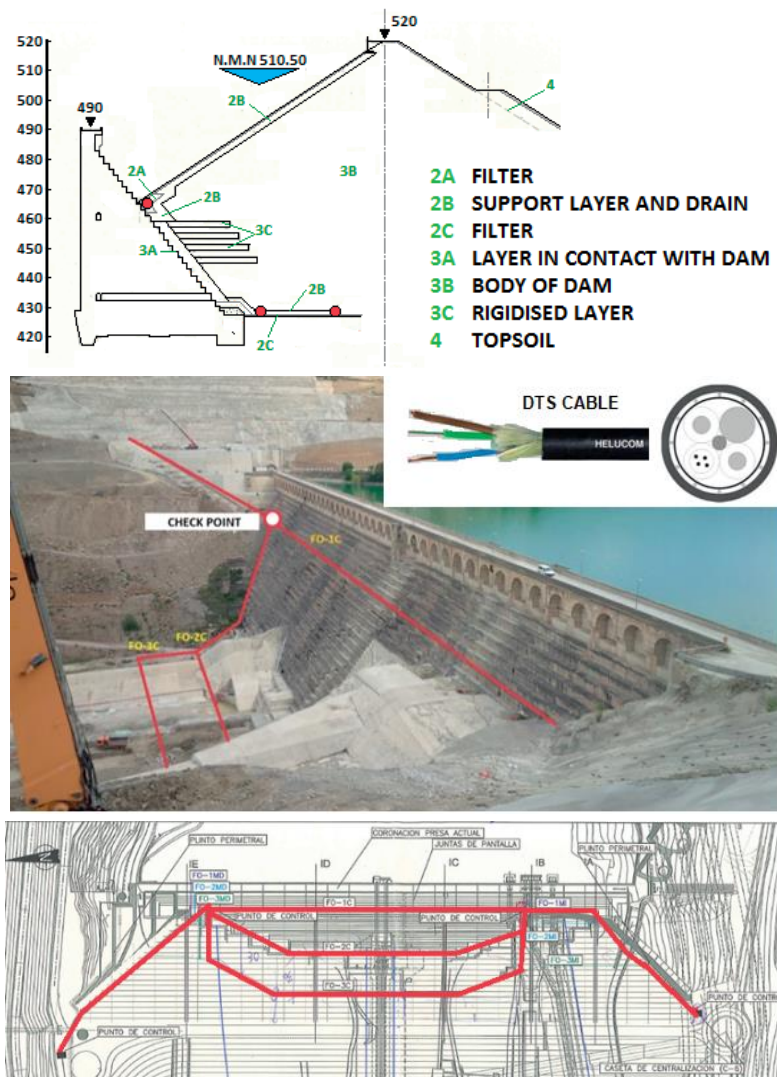 520
520
510
500
490
480
470
460
450
440
430
420
N.M.N 510.50
490
2B
4
2A
3B
2B
3A
3C
2B
2C
2A FILTER
2B SUPPORT LAYER AND DRAIN
2C FILTER
3A LAYER IN CONTACT WITH DAM
3B BODY OF DAM
3C RIGIDISED LAYER
4 TOPSOIL
DTS CABLE
HELUCOM
CHECK POINT
FO-1C
FO-2C
FO-3C
CORONACION PRESA ACTUAL
PUNTO PERIMETRAL
JUNTAS DE PANTALLA
PUNTO PERIMETRAL
IE
ID
IC
IB
IA
FO-1MD
FO-2MD
FO-3MD
FO-1C
FO-1MI
PUNTO DE CONTROL
PUNTO DE CONTROL
FO-2MI
FO-2C
FO-3MI
FO-3C
PUNTO DE CONTROL
PUNTO DE CONT
CASETA DE CENTRALIZACIÓN (C-S)